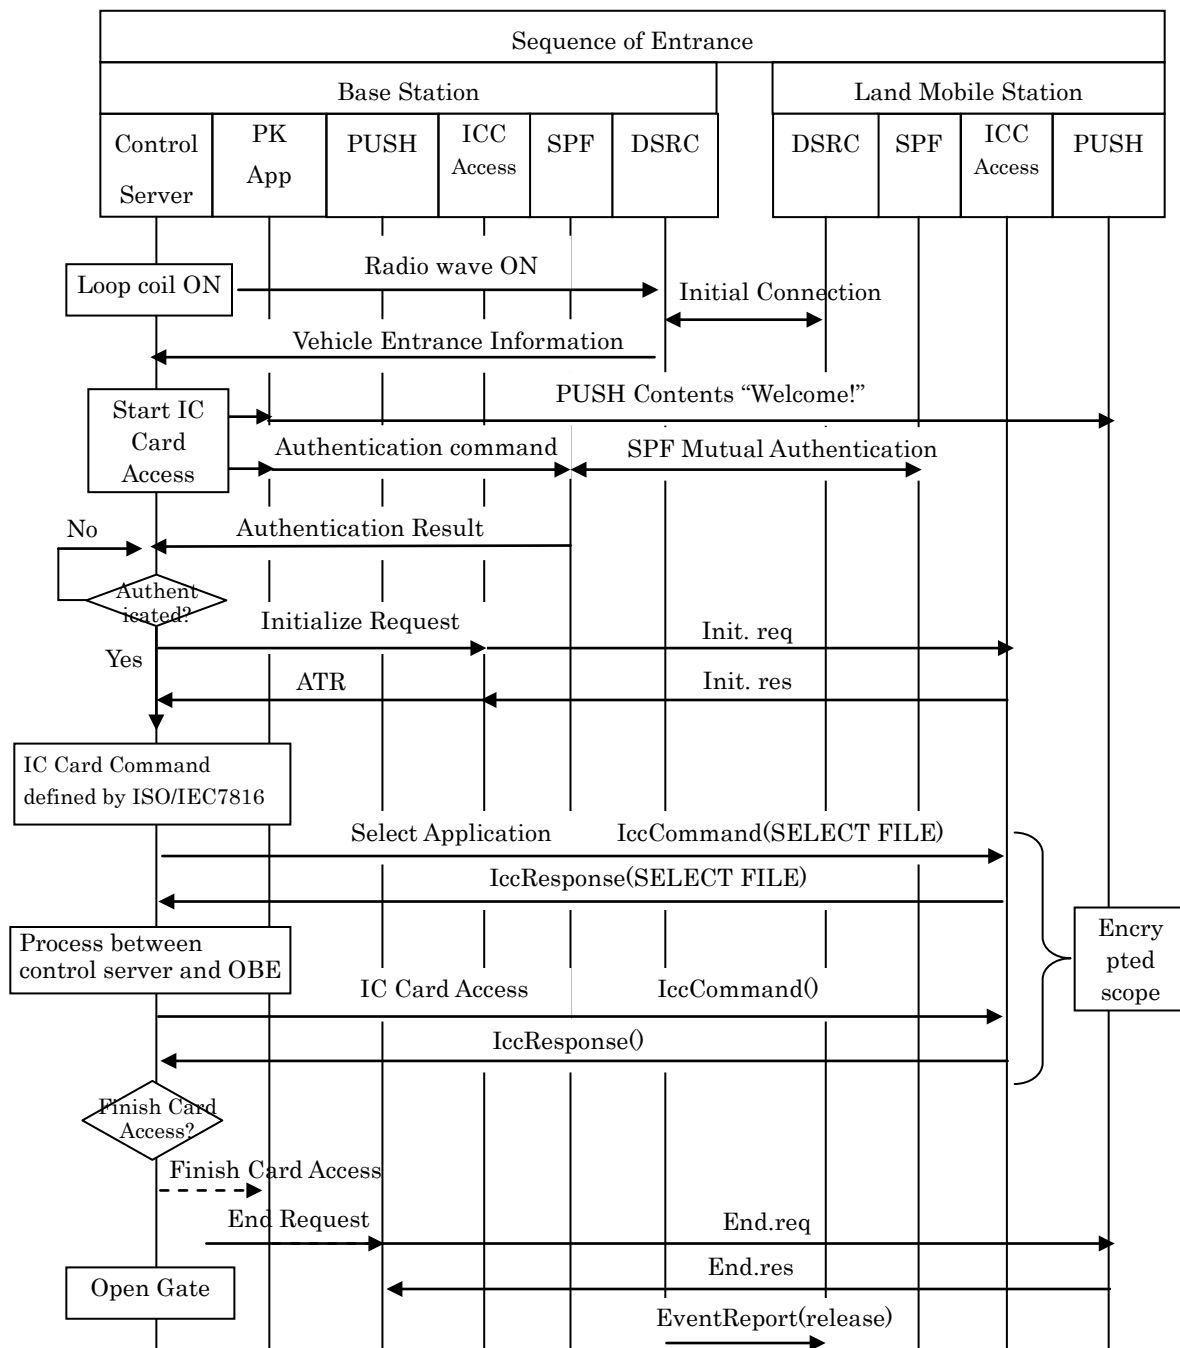 Sequence of Entrance
Base Station
Land Mobile Station
Control
Server
PK
App
PUSH
ICC
Access
SPF
DSRC
DSRC
SPF
ICC
Access
PUSH
Loop coil ON
Radio wave ON
Initial Connection
Vehicle Entrance Information
Start IC
Card
Access
PUSH Contents “Welcome!”
Authentication command
SPF Mutual Authentication
No
Authentication Result
Authent
icated?
Initialize Request
Init. req
Yes
ATR
Init. res
IC Card Command
defined by ISO/IEC7816
Select Application
IccCommand(SELECT FILE)
IccResponse(SELECT FILE)
Process between
control server and OBE
Encry
pted
scope
IC Card Access
IccCommand()
IccResponse()
Finish Card
Access?
Finish Card Access
End Request
End.req
End.res
Open Gate
EventReport(release)